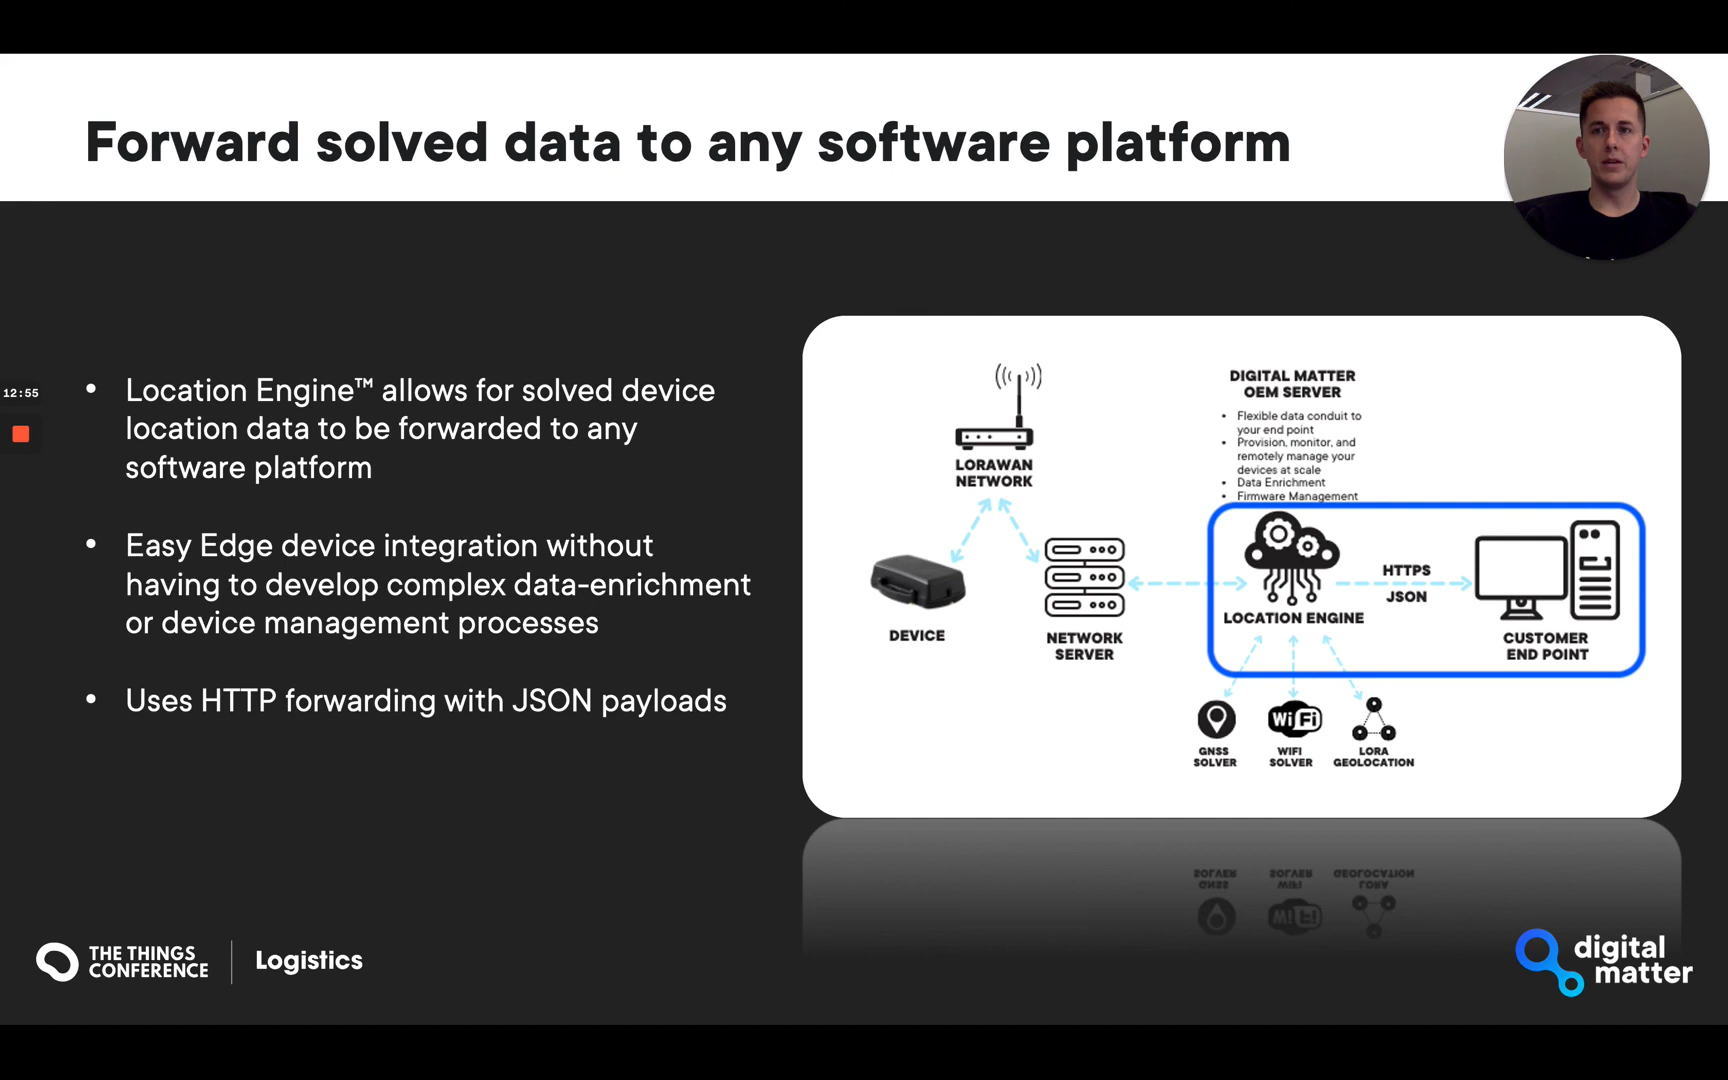 Forward solved data to any software platform
12:55
• Location Engine™ allows for solved device
location data to be forwarded to any
software platform
• Easy Edge device integration without
having to develop complex data-enrichment
or device management processes
• Uses HTTP forwarding with JSON payloads
LORAWAN
NETWORK
DEVICE
NETWORK
SERVER
DIGITAL MATTER
OEM SERVER
• Flexible data conduit to
your end point
• Provision, monitor, and
remotely manage your
devices at scale
• Data Enrichment
• Firmware Management
LOCATION ENGINE
HTTPS
JSON
CUSTOMER
END POINT
GNSS
SOLVER
WiFi
WIFI
SOLVER
LORA
GEOLOCATION
THE THINGS
CONFERENCE
Logistics
digital
matter